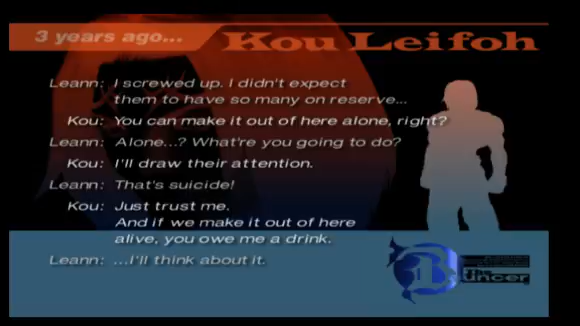 3 years ago...
Kou Leifoh
Leann: I screwed up. I didn't expect
them to have so many on reserve...
Kou: You can make it out of here alone, right?
Leann: Alone...? What're you going to do?
Kou: I'll draw their attention.
Leann: That's suicide!
Kou: Just trust me.
And if we make it out of here
alive, you owe me a drink.
Leann: ...I'll think about it.
The
Bouncer